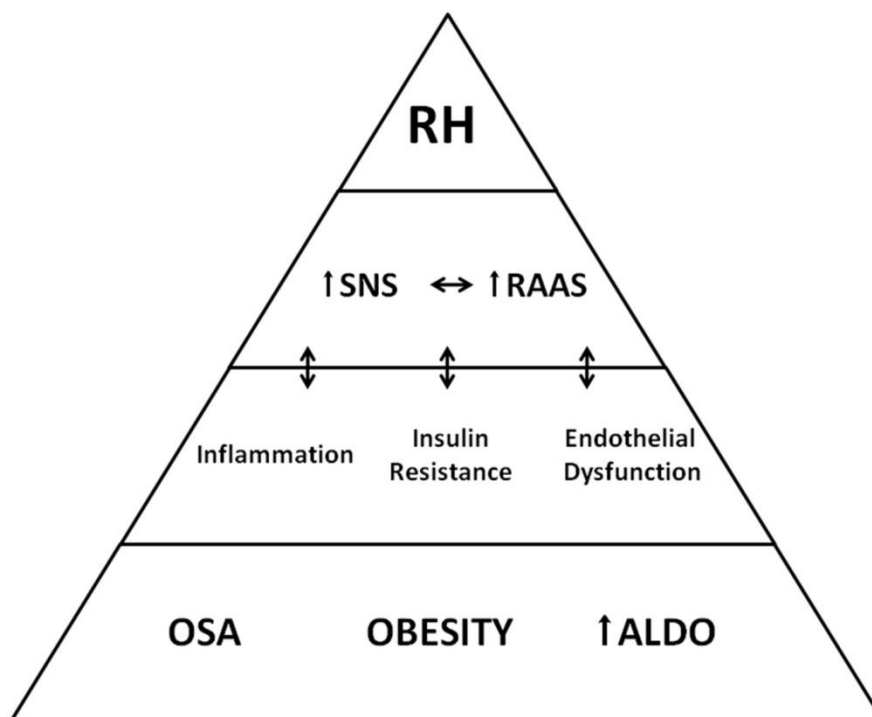 RH
↑SNS ↔ ↑RAAS
Inflammation
Insulin
Resistance
Endothelial
Dysfunction
OSA OBESITY ↑ALDO